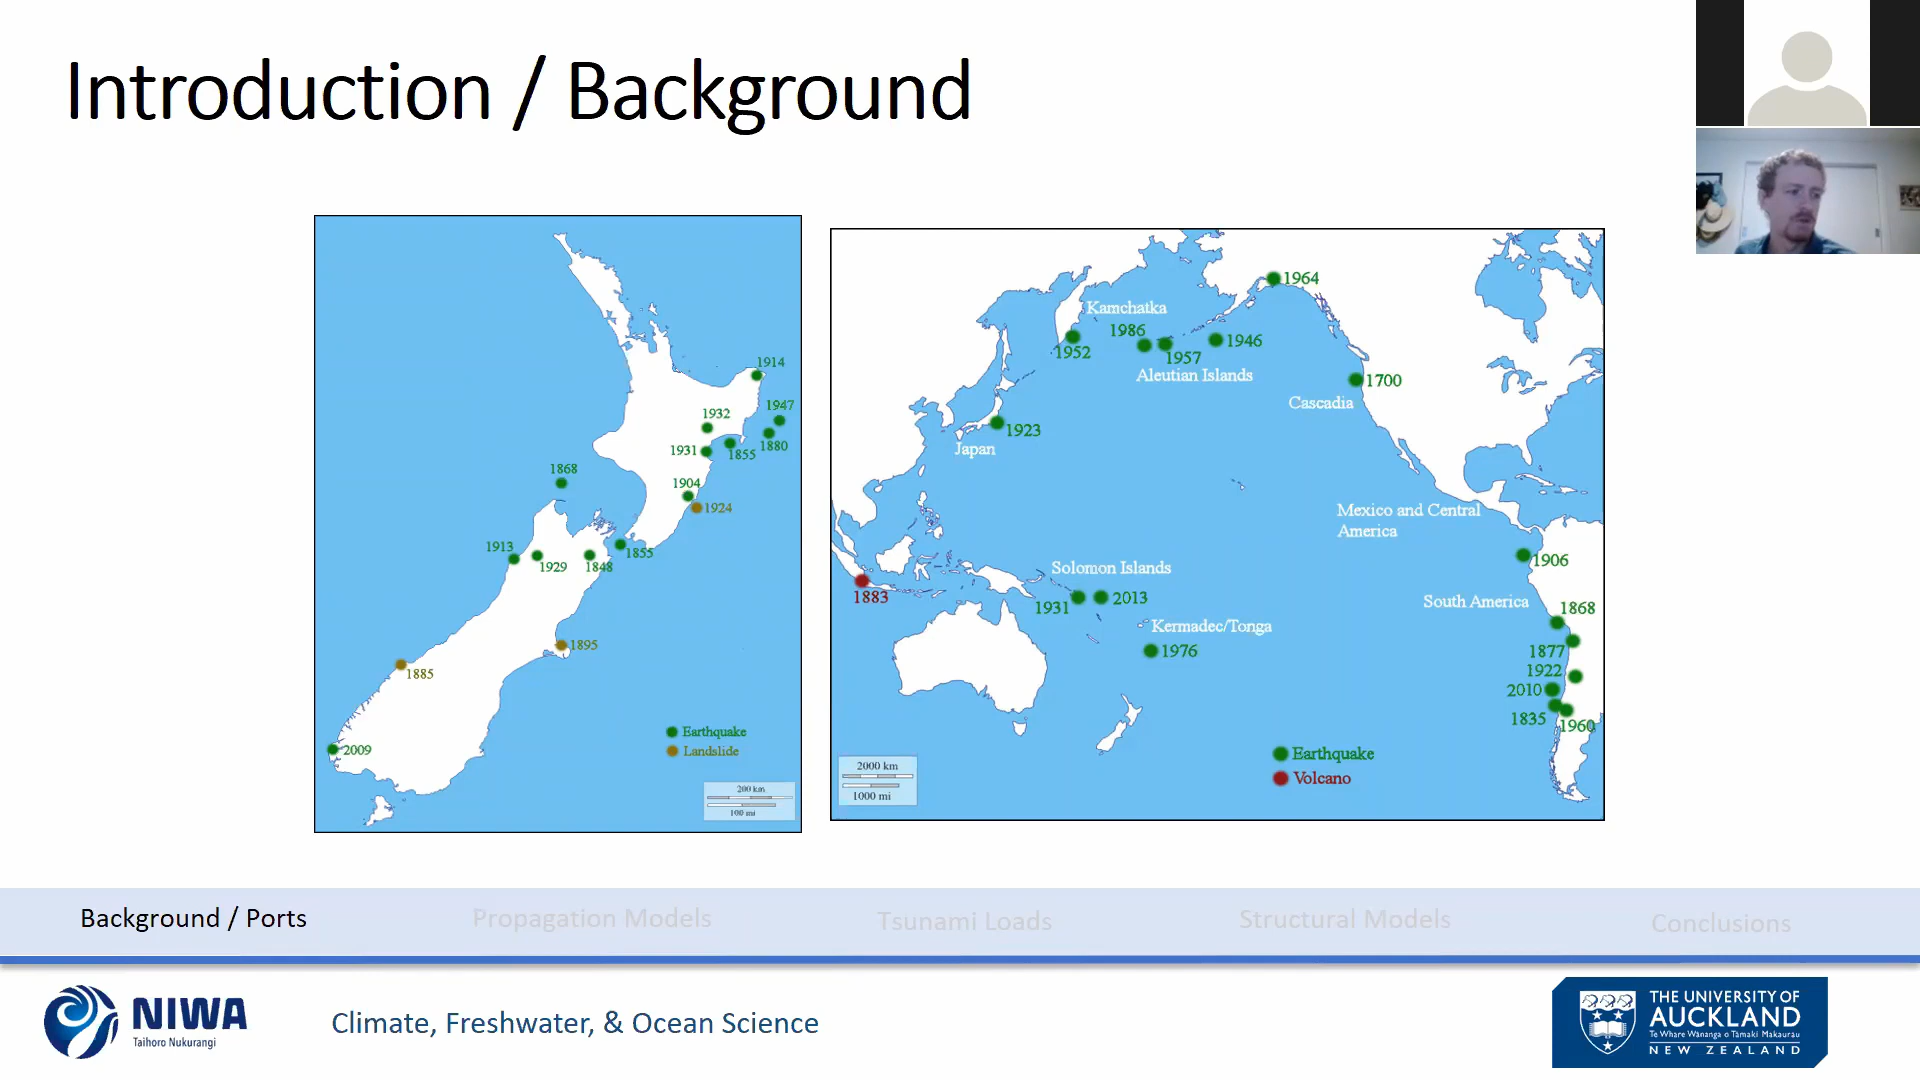 Introduction / Background
1914
1947
1932
1880
1931
1855
1868
1904
1924
1913
1855
1929
1848
1895
1885
2009
Earthquake
Landslide
200 km
100 mi
1964
Kamchatka
1986
1946
1952
1957
Aleutian Islands
1700
Cascadia
1923
Japan
Mexico and Central
America
1906
Solomon Islands
1883
1931
2013
South America
1868
Kermadec/Tonga
1976
1877
1922
2010
1835
1960
Earthquake
Volcano
2000 km
1000 mi
Background / Ports
Propagation Models
Tsunami Loads
Structural Models
Conclusions
NIWA
Taihoro Nukurangi
Climate, Freshwater, & Ocean Science
THE UNIVERSITY OF
AUCKLAND
Te Whare Wānanga o Tāmaki Makaurau
NEW ZEALAND